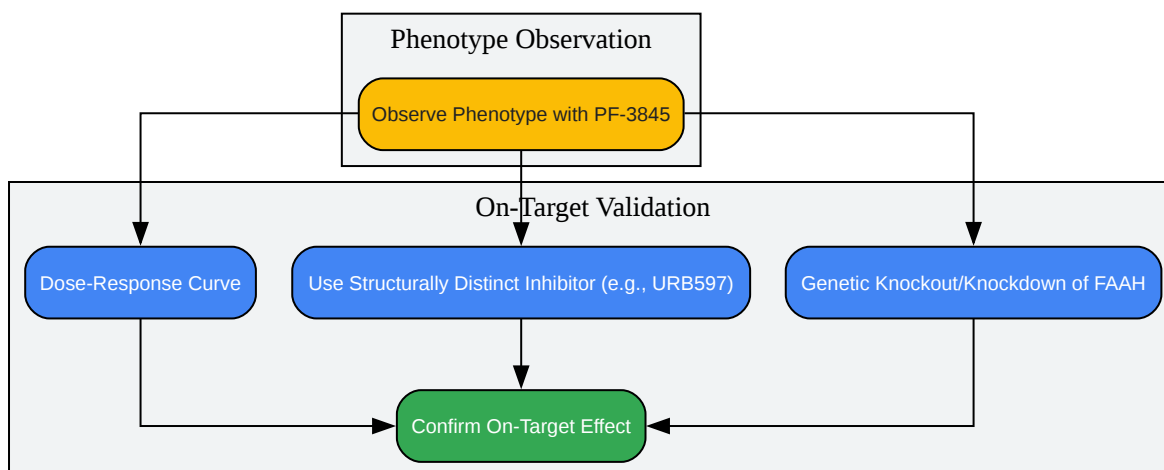 Phenotype Observation
Observe Phenotype with PF-3845
On-Target Validation
Dose-Response Curve
Use Structurally Distinct Inhibitor (e.g., URB597)
Genetic Knockout/Knockdown of FAAH
Confirm On-Target Effect